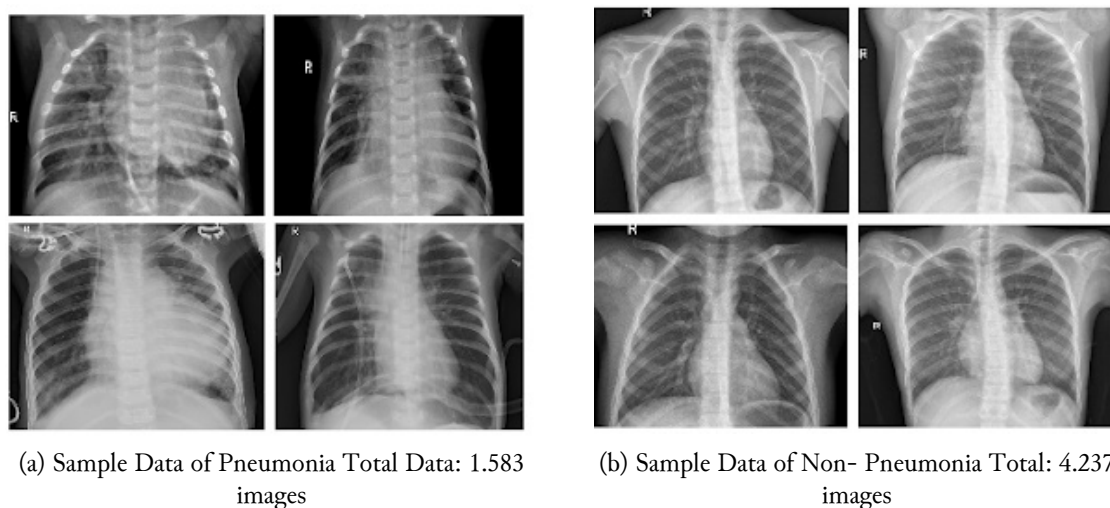 R
R
R
R
R
R
R
R
(a) Sample Data of Pneumonia Total Data: 1.583
images
(b) Sample Data of Non- Pneumonia Total: 4.237
images